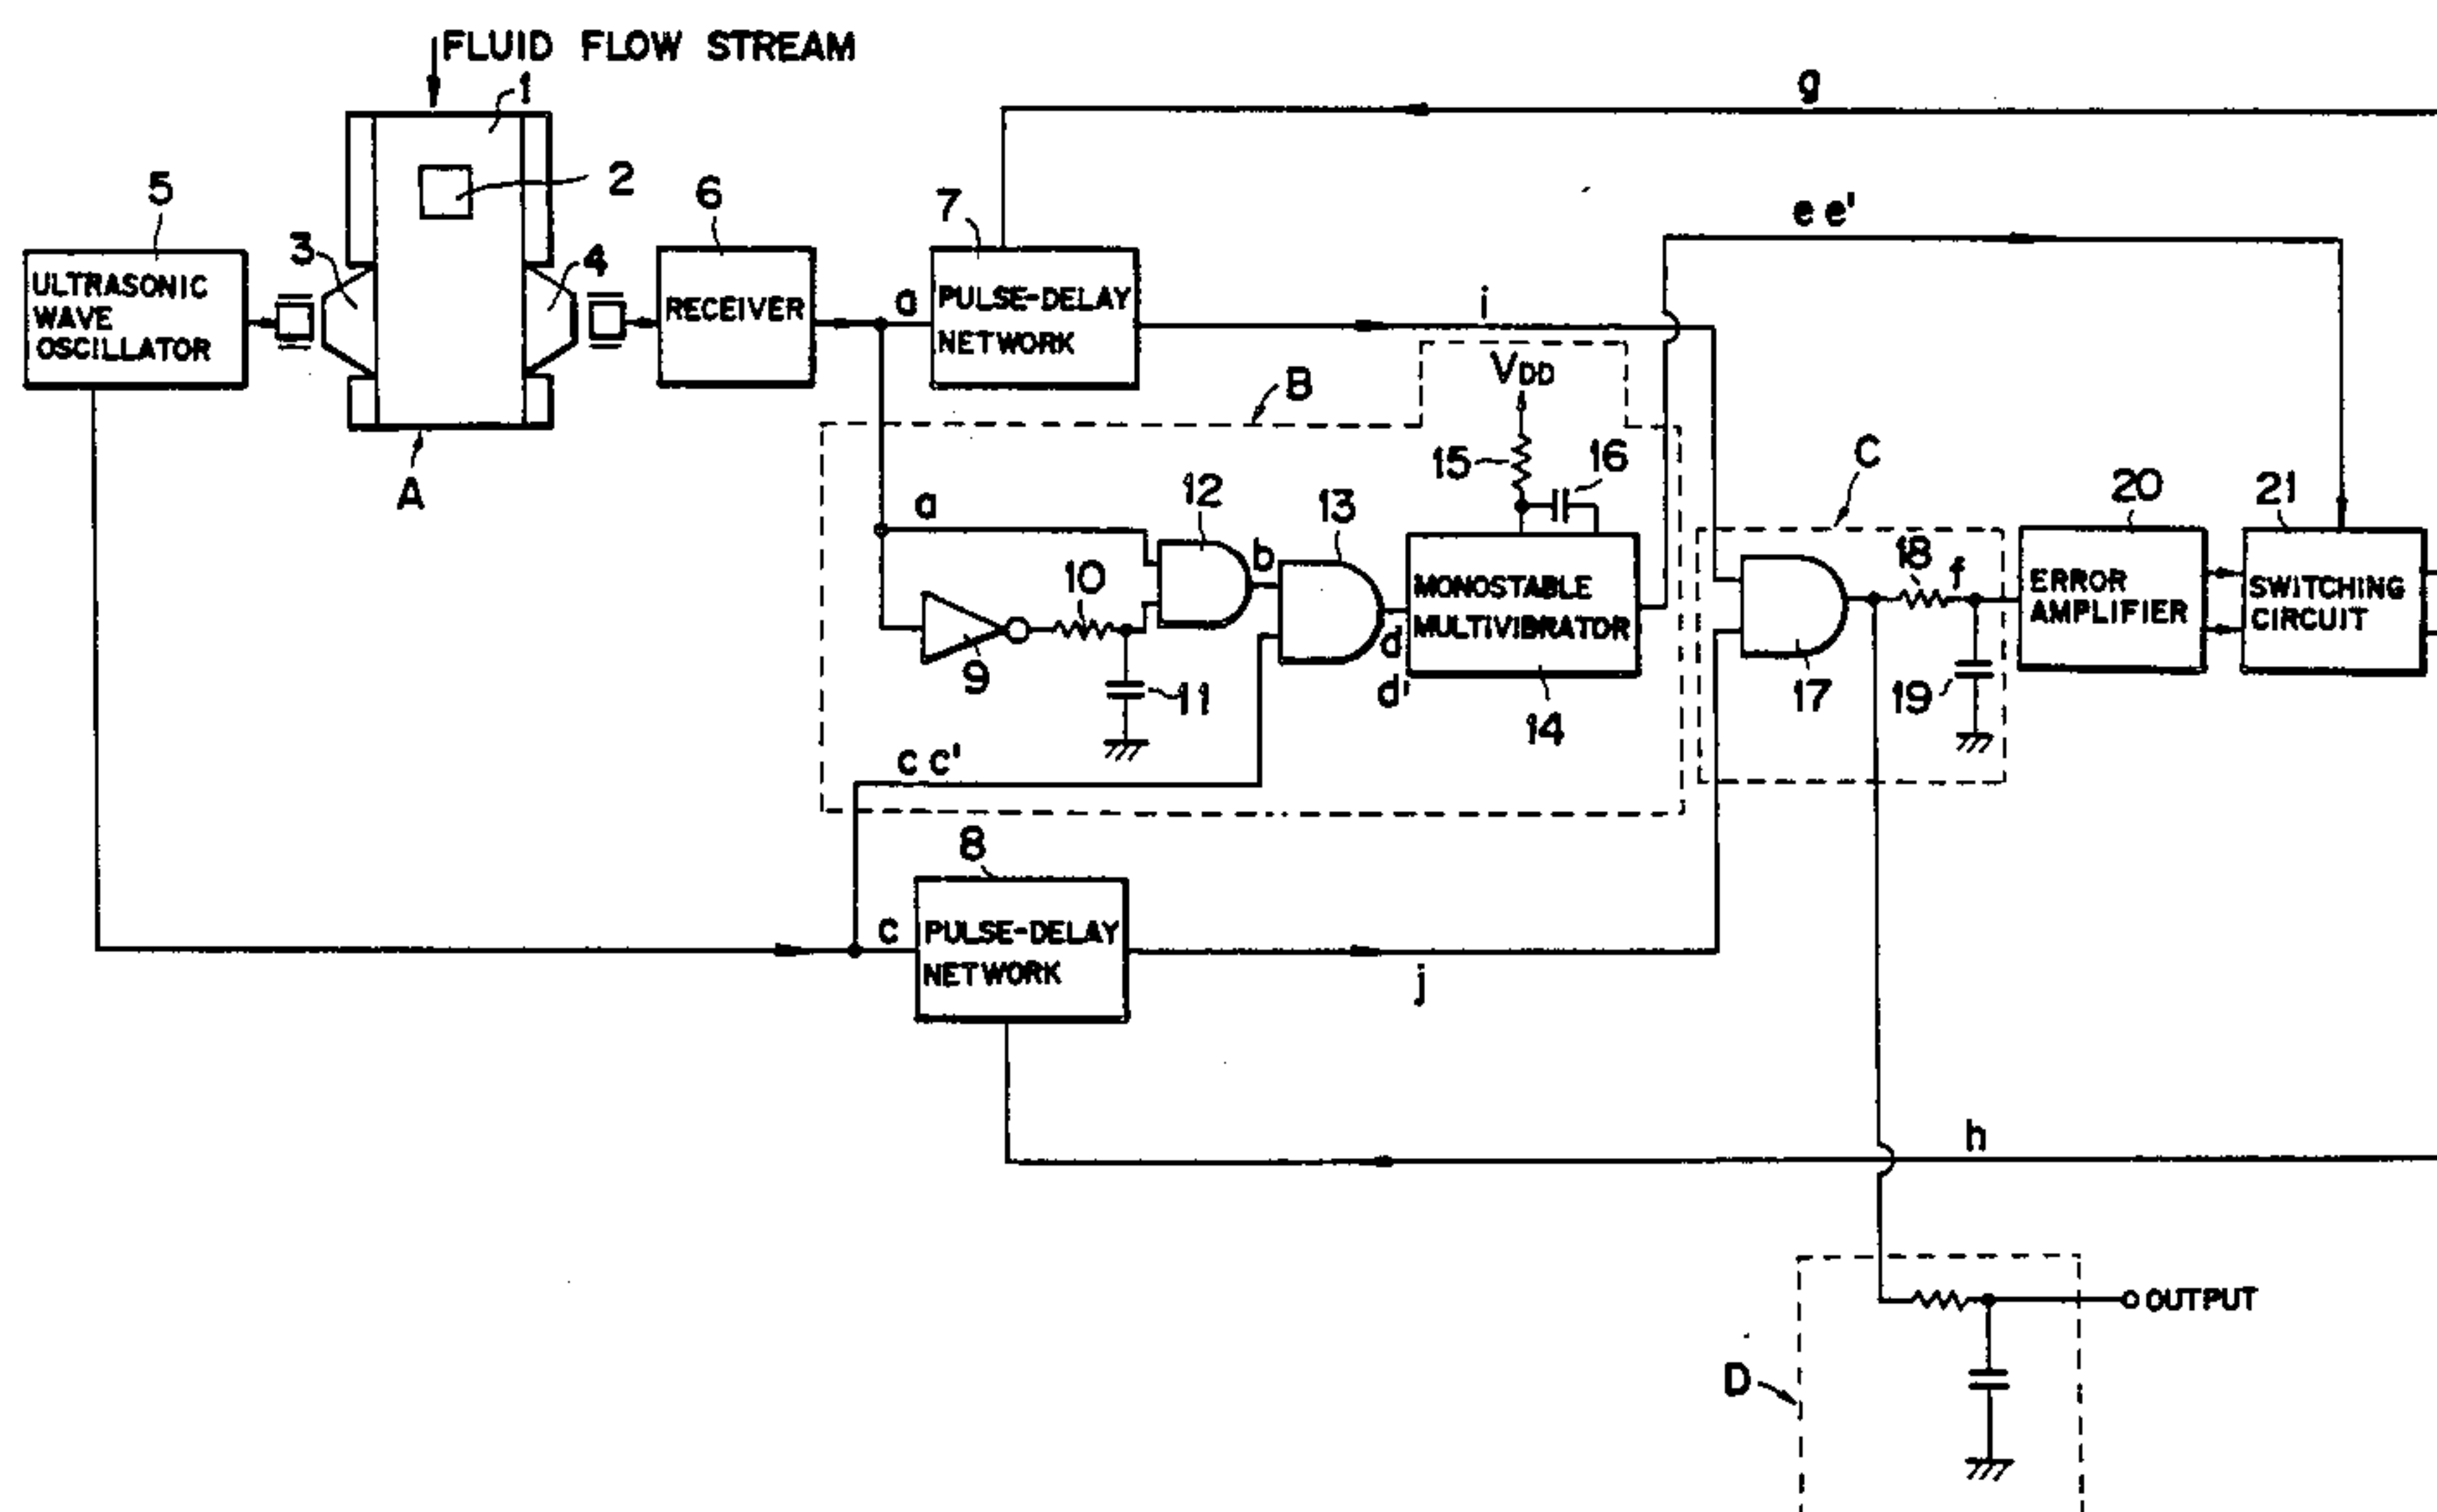 FLUID FLOW STREAM
1
g
2
5
6
7
e e'
3
4
ULTRASONIC
WAVE
OSCILLATOR
RECEIVER
a
PULSE-DELAY
NETWORK
i
VDD
B
A
15
16
C
a
12
13
20
21
10
b
18
f
MONOSTABLE
MULTIVIBRATOR
ERROR
AMPLIFIER
SWITCHING
CIRCUIT
9
11
d
d'
14
17
19
c c'
8
c
PULSE-DELAY
NETWORK
j
h
OUTPUT
D